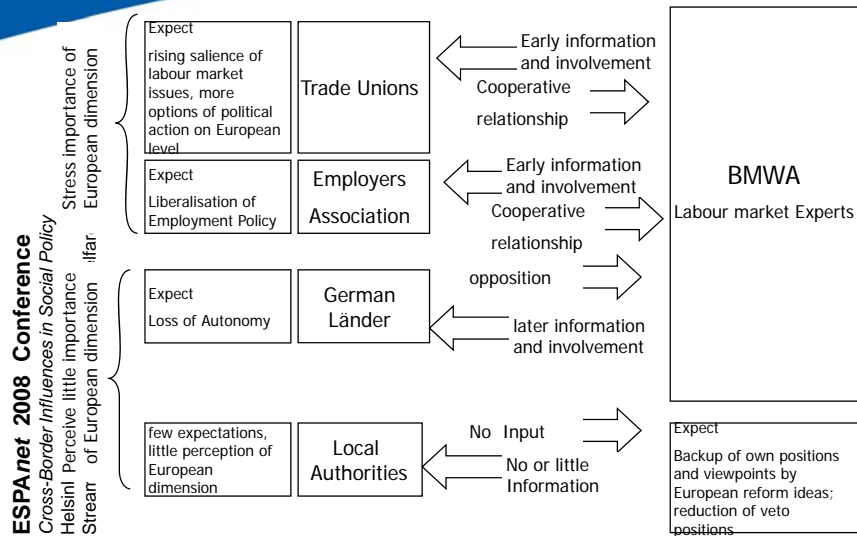 ESPAnet 2008 Conference
Cross-Border Influences in Social Policy
Helsinl
Stream
elfar
Stress importance of
European dimension
Perceive little importance
of European dimension
Expect
rising salience of
labour market
issues, more
options of political
action on European
level
Trade Unions
Early information
and involvement
Cooperative
relationship
Expect
Liberalisation of
Employment Policy
Employers
Association
Early information
and involvement
Cooperative
relationship
BMWA
Labour market Experts
Expect
Loss of Autonomy
German
Länder
opposition
later information
and involvement
few expectations,
little perception of
European
dimension
Local
Authorities
No Input
No or little
Information
Expect
Backup of own positions
and viewpoints by
European reform ideas;
reduction of veto
positions